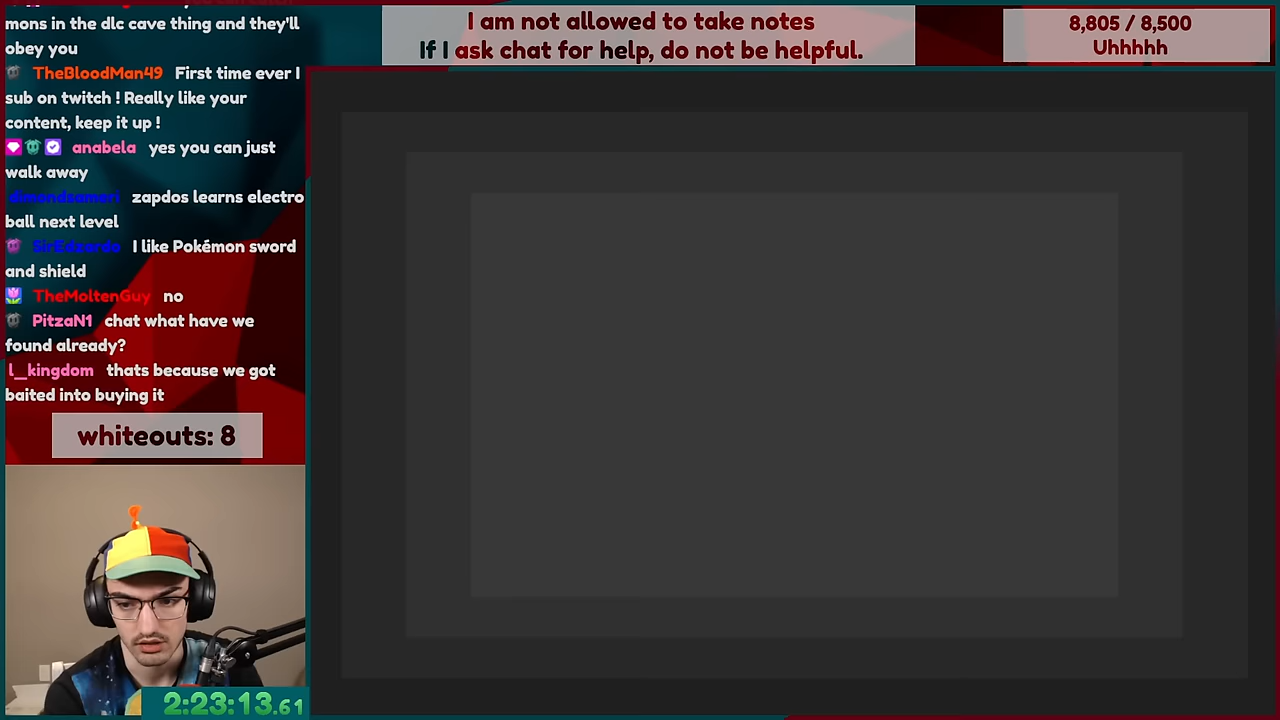 mons in the dlc cave thing and they'll
obey you
TheBloodMan49 First time ever I
sub on twitch ! Really like your
content, keep it up !
anabela yes you can just
walk away
dimondsameri zapdos learns electro
ball next level
SirEdzardo I like Pokémon sword
and shield
TheMoltenGuy no
PitzaN1 chat what have we
found already?
l_kingdom thats because we got
baited into buying it
whiteouts: 8
2:23:13.61
I am not allowed to take notes
If I ask chat for help, do not be helpful.
8,805 / 8,500
Uhhhhh